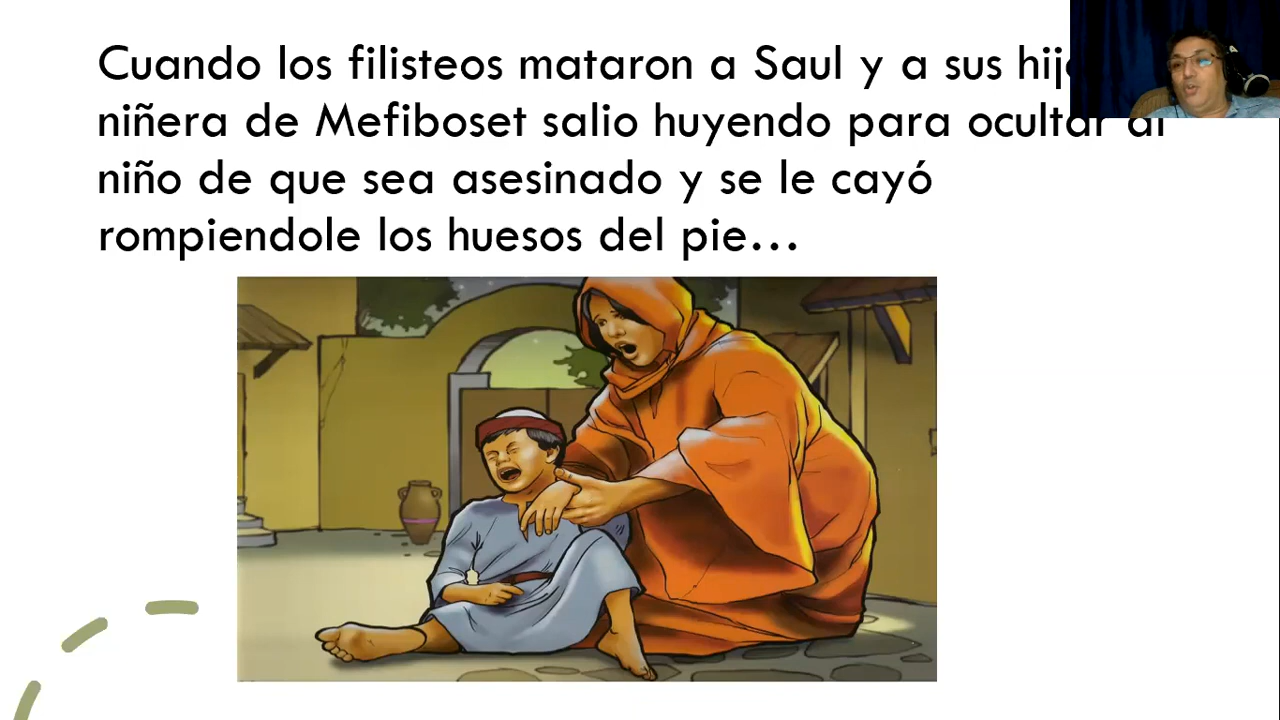 Cuando los filisteos mataron a Saul y a sus
niñera de Mefiboset salio huyendo para ocultar al
niño de que sea asesinado y se le cayó
rompiendole los huesos del pie…